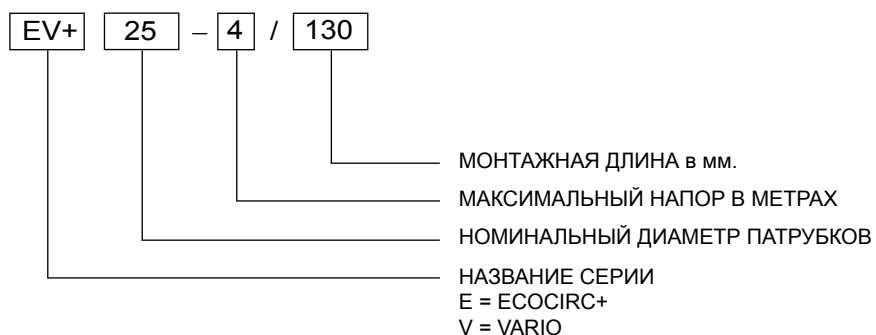 EV+ 25 – 4 / 130
МОНТАЖНАЯ ДЛИНА в мм.
МАКСИМАЛЬНЫЙ НАПОР В МЕТРАХ
НОМИНАЛЬНЫЙ ДИАМЕТР ПАТРУБКОВ
НАЗВАНИЕ СЕРИИ
E = ECOCIRC+
V = VARIO